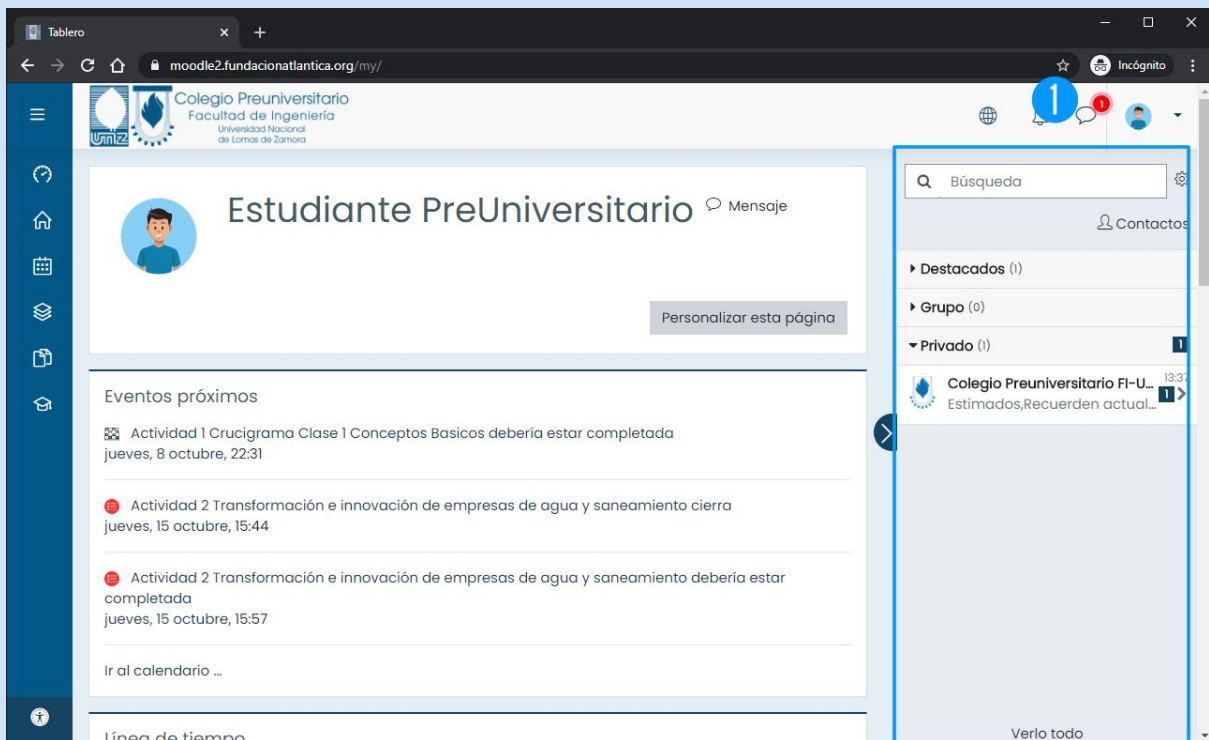 Tablero
moodle2.fundacionatlantica.org/my/
Incógnito
Colegio Preuniversitario
Facultad de Ingeniería
Universidad Nacional
de Lomas de Zamora
1
1
Estudiante PreUniversitario
Mensaje
Personalizar esta página
Eventos próximos
Actividad 1 Crucigrama Clase 1 Conceptos Basicos debería estar completada
jueves, 8 octubre, 22:31
Actividad 2 Transformación e innovación de empresas de agua y saneamiento cierra
jueves, 15 octubre, 15:44
Actividad 2 Transformación e innovación de empresas de agua y saneamiento debería estar
completada
jueves, 15 octubre, 15:57
Ir al calendario ...
Línea de tiempo
Búsqueda
Contactos
Destacados (1)
Grupo (0)
Privado (1) 1
Colegio Preuniversitario FI-U... 13:37
Estimados,Recuerden actual... 1
Verlo todo